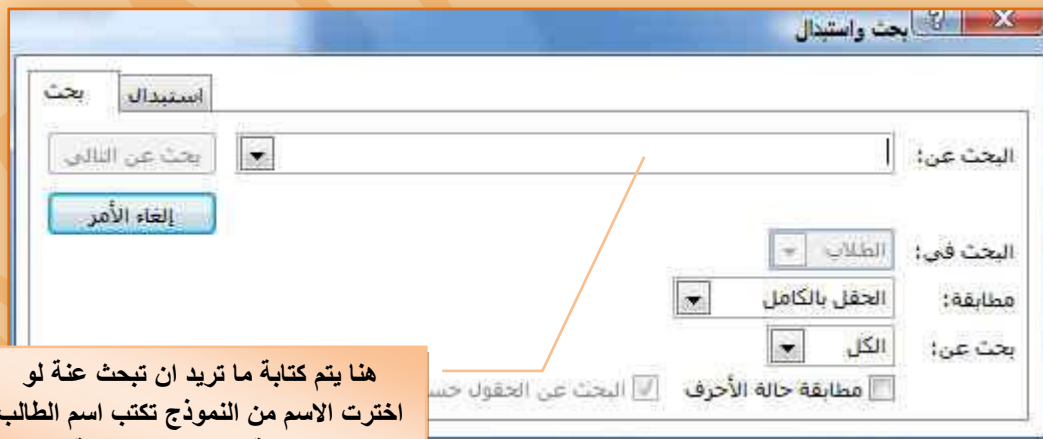 بحث واستبدال
بحث
استبدال
البحث عن:
بحث عن التالي
إلغاء الأمر
البحث في:
الطلاب
مطابقة:
الحقل بالكامل
بحث عن:
الكل
مطابقة حالة الأحرف
البحث عن الحقول
هنا يتم كتابة ما تريد ان تبحث عنة لو
اخترت الاسم من النموذج تكتب اسم الطالب